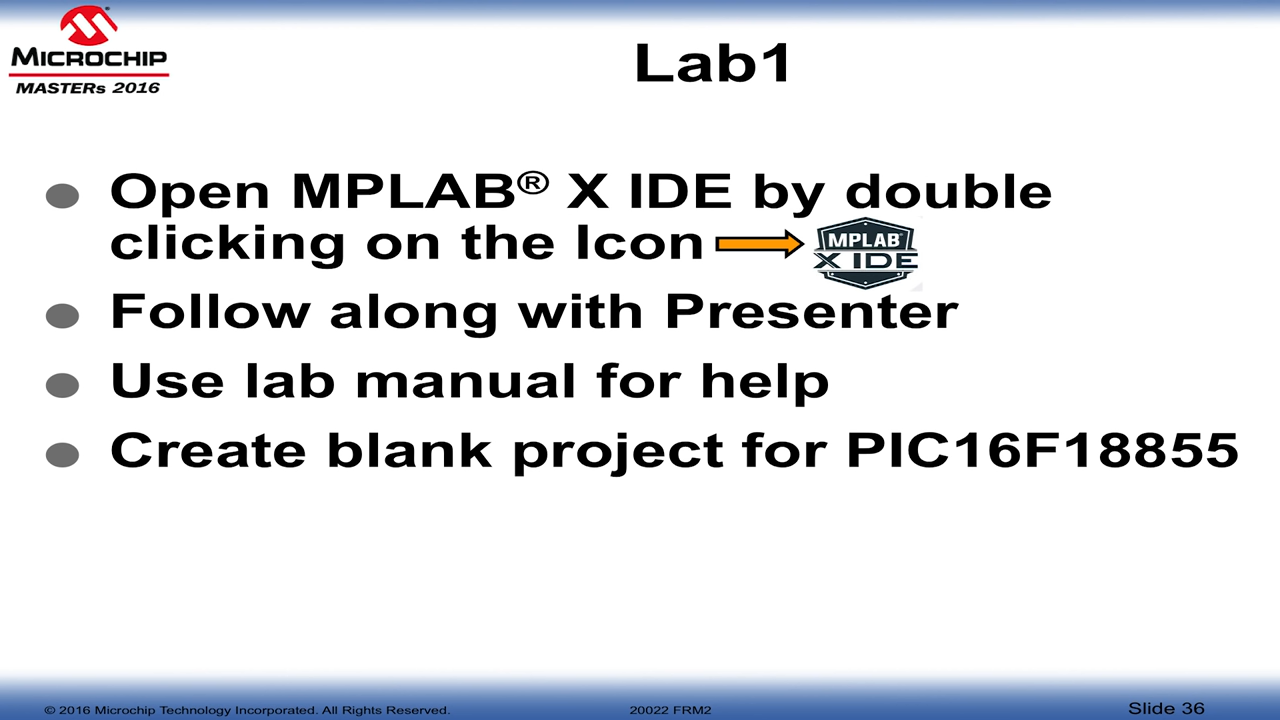 MICROCHIP
MASTERs 2016
Lab1
Open MPLAB® X IDE by double
clicking on the Icon
MPLAB®
X IDE
Follow along with Presenter
Use lab manual for help
Create blank project for PIC16F18855
© 2016 Microchip Technology Incorporated. All Rights Reserved.
20022 FRM2
Slide 36